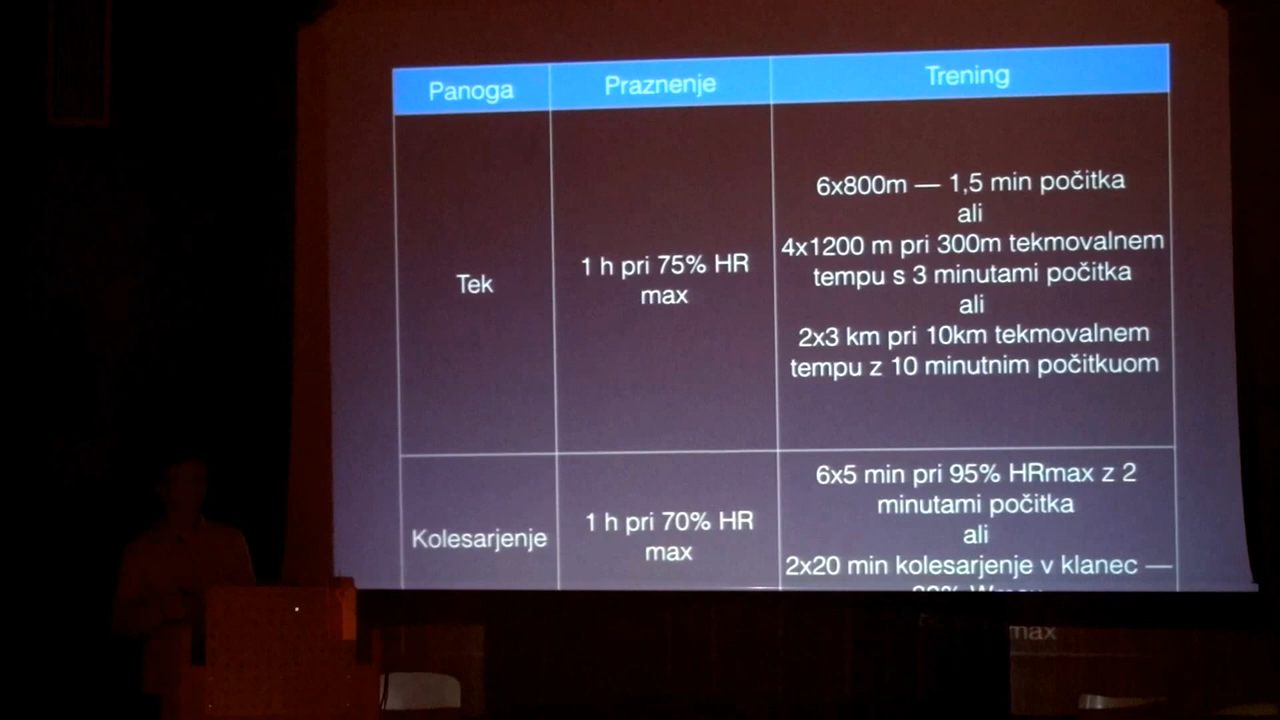 Panoga
Praznenje
Trening
Tek
1 h pri 75% HR
max
6x800m — 1,5 min počitka
ali
4x1200 m pri 300m tekmovalnem
tempu s 3 minutami počitka
ali
2x3 km pri 10km tekmovalnem
tempu z 10 minutnim počitkuom
Kolesarjenje
1 h pri 70% HR
max
6x5 min pri 95% HRmax z 2
minutami počitka
ali
2x20 min kolesarjenje v klanec —
max